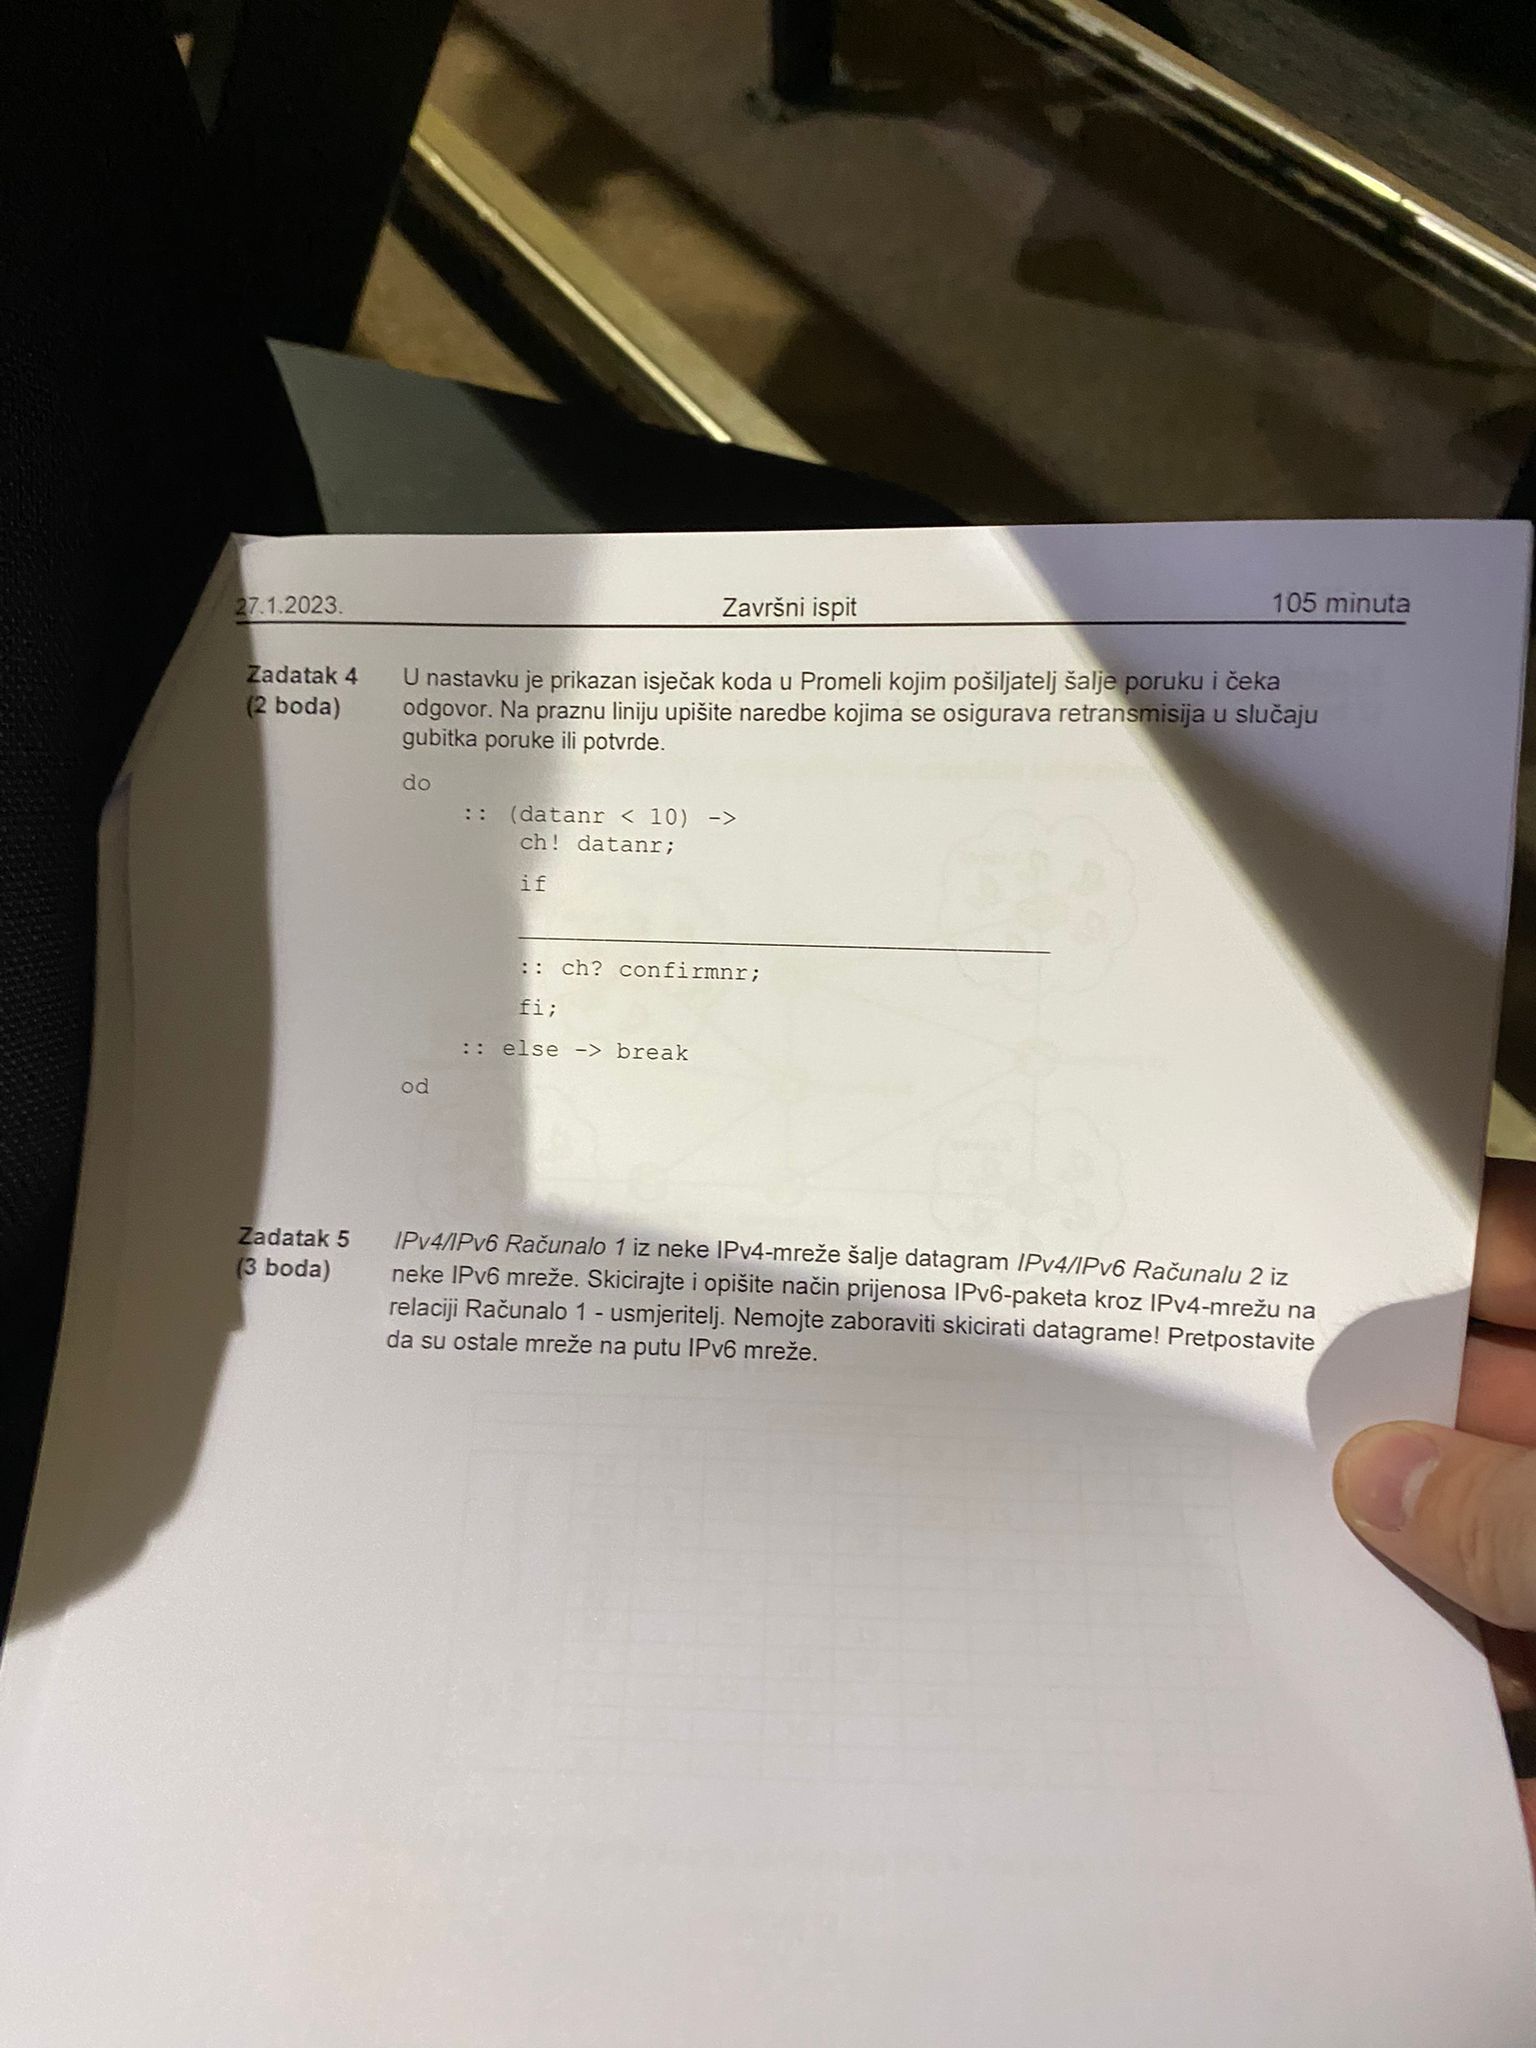 27.1.2023. Završni ispit 105 minuta
Zadatak 4
(2 boda)
U nastavku je prikazan isječak koda u Promeli kojim pošiljatelj šalje poruku i čeka
odgovor. Na praznu liniju upišite naredbe kojima se osigurava retransmisija u slučaju
gubitka poruke ili potvrde.
do
:: (datanr < 10) ->
ch! datanr;
if
:: ch? confirmnr;
fi;
:: else -> break
od
Zadatak 5
(3 boda)
IPv4/IPv6 Računalo 1 iz neke IPv4-mreže šalje datagram IPv4/IPv6 Računalu 2 iz
neke IPv6 mreže. Skicirajte i opišite način prijenosa IPv6-paketa kroz IPv4-mrežu na
relaciji Računalo 1 - usmjeritelj. Nemojte zaboraviti skicirati datagrame! Pretpostavite
da su ostale mreže na putu IPv6 mreže.